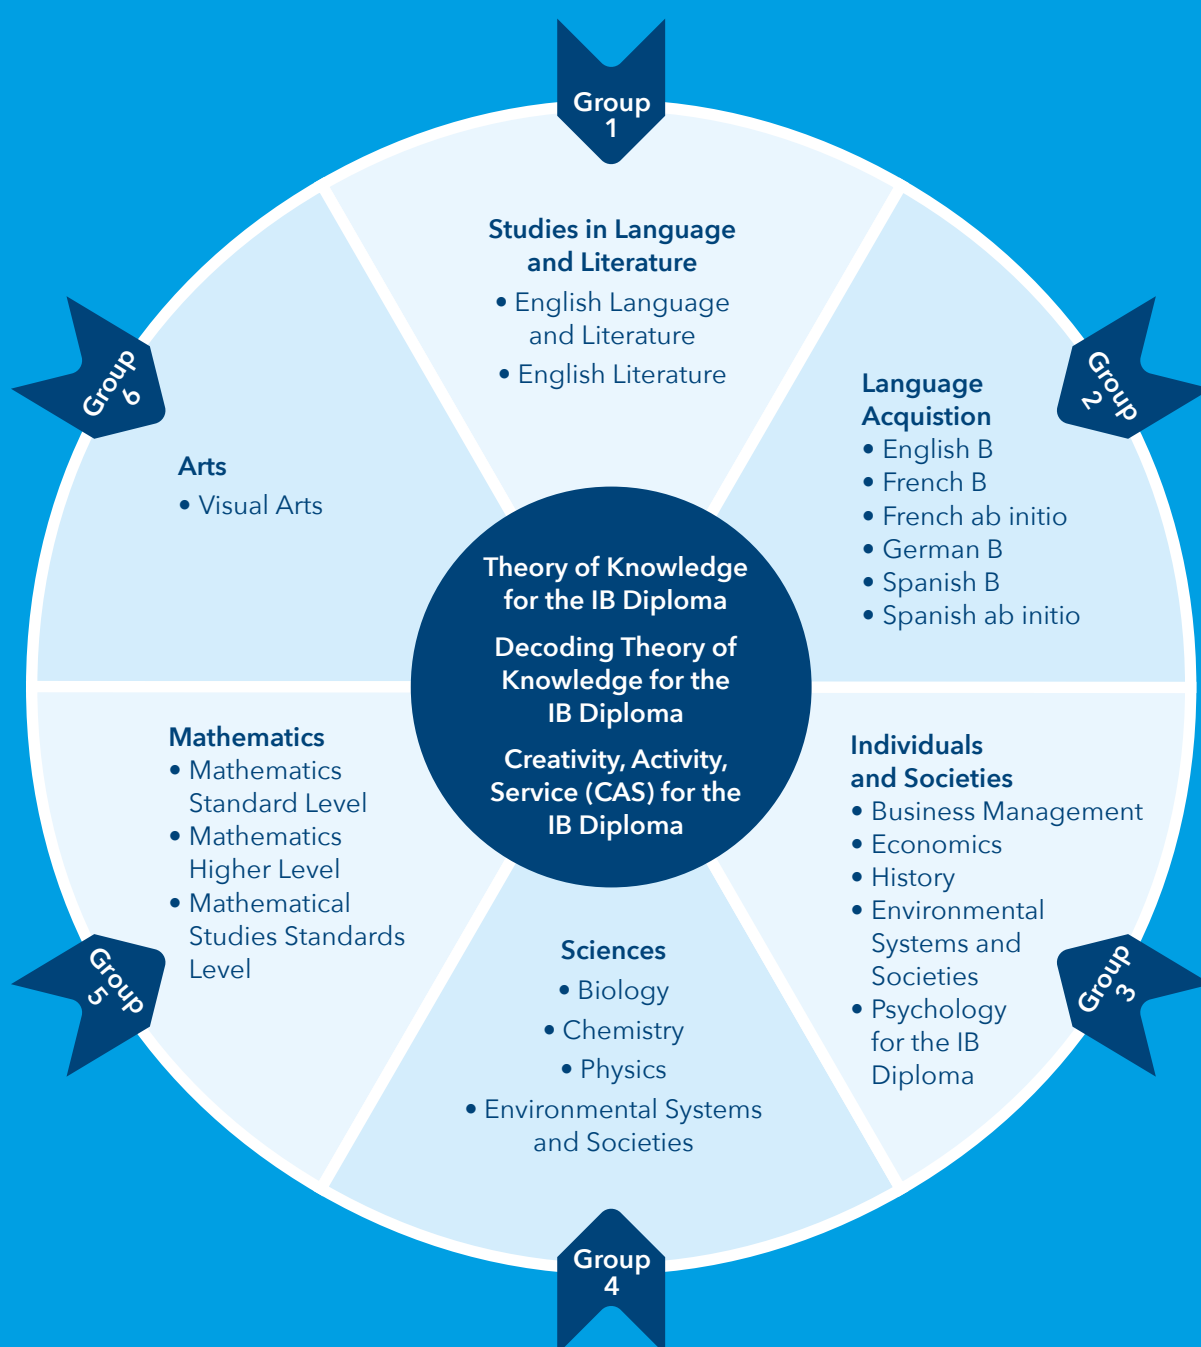 Group
1
Studies in Language
and Literature
• English Language
and Literature
• English Literature
Group
2
Language
Acquistion
• English B
• French B
• French ab initio
• German B
• Spanish B
• Spanish ab initio
Group
3
Individuals
and Societies
• Business Management
• Economics
• History
• Environmental
Systems and
Societies
• Psychology
for the IB
Diploma
Group
4
Sciences
• Biology
• Chemistry
• Physics
• Environmental Systems
and Societies
Group
5
Mathematics
• Mathematics
Standard Level
• Mathematics
Higher Level
• Mathematical
Studies Standards
Level
Group
6
Arts
• Visual Arts
Theory of Knowledge
for the IB Diploma
Decoding Theory of
Knowledge for the
IB Diploma
Creativity, Activity,
Service (CAS) for the
IB Diploma